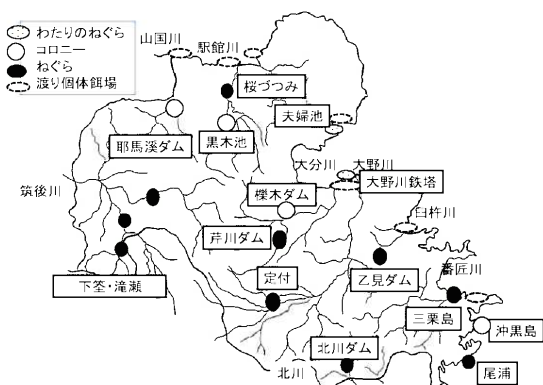 わたりのねぐら
コロニー
ねぐら
渡り個体餌場
山国川
駅館川
桜づつみ
夫婦池
耶馬溪ダム
黒木池
大分川
大野川
大野川鉄塔
筑後川
櫟木ダム
臼杵川
芹川ダム
乙見ダム
番匠川
下筌・滝瀬
定付
三栗島
沖黒島
北川ダム
北川
尾浦